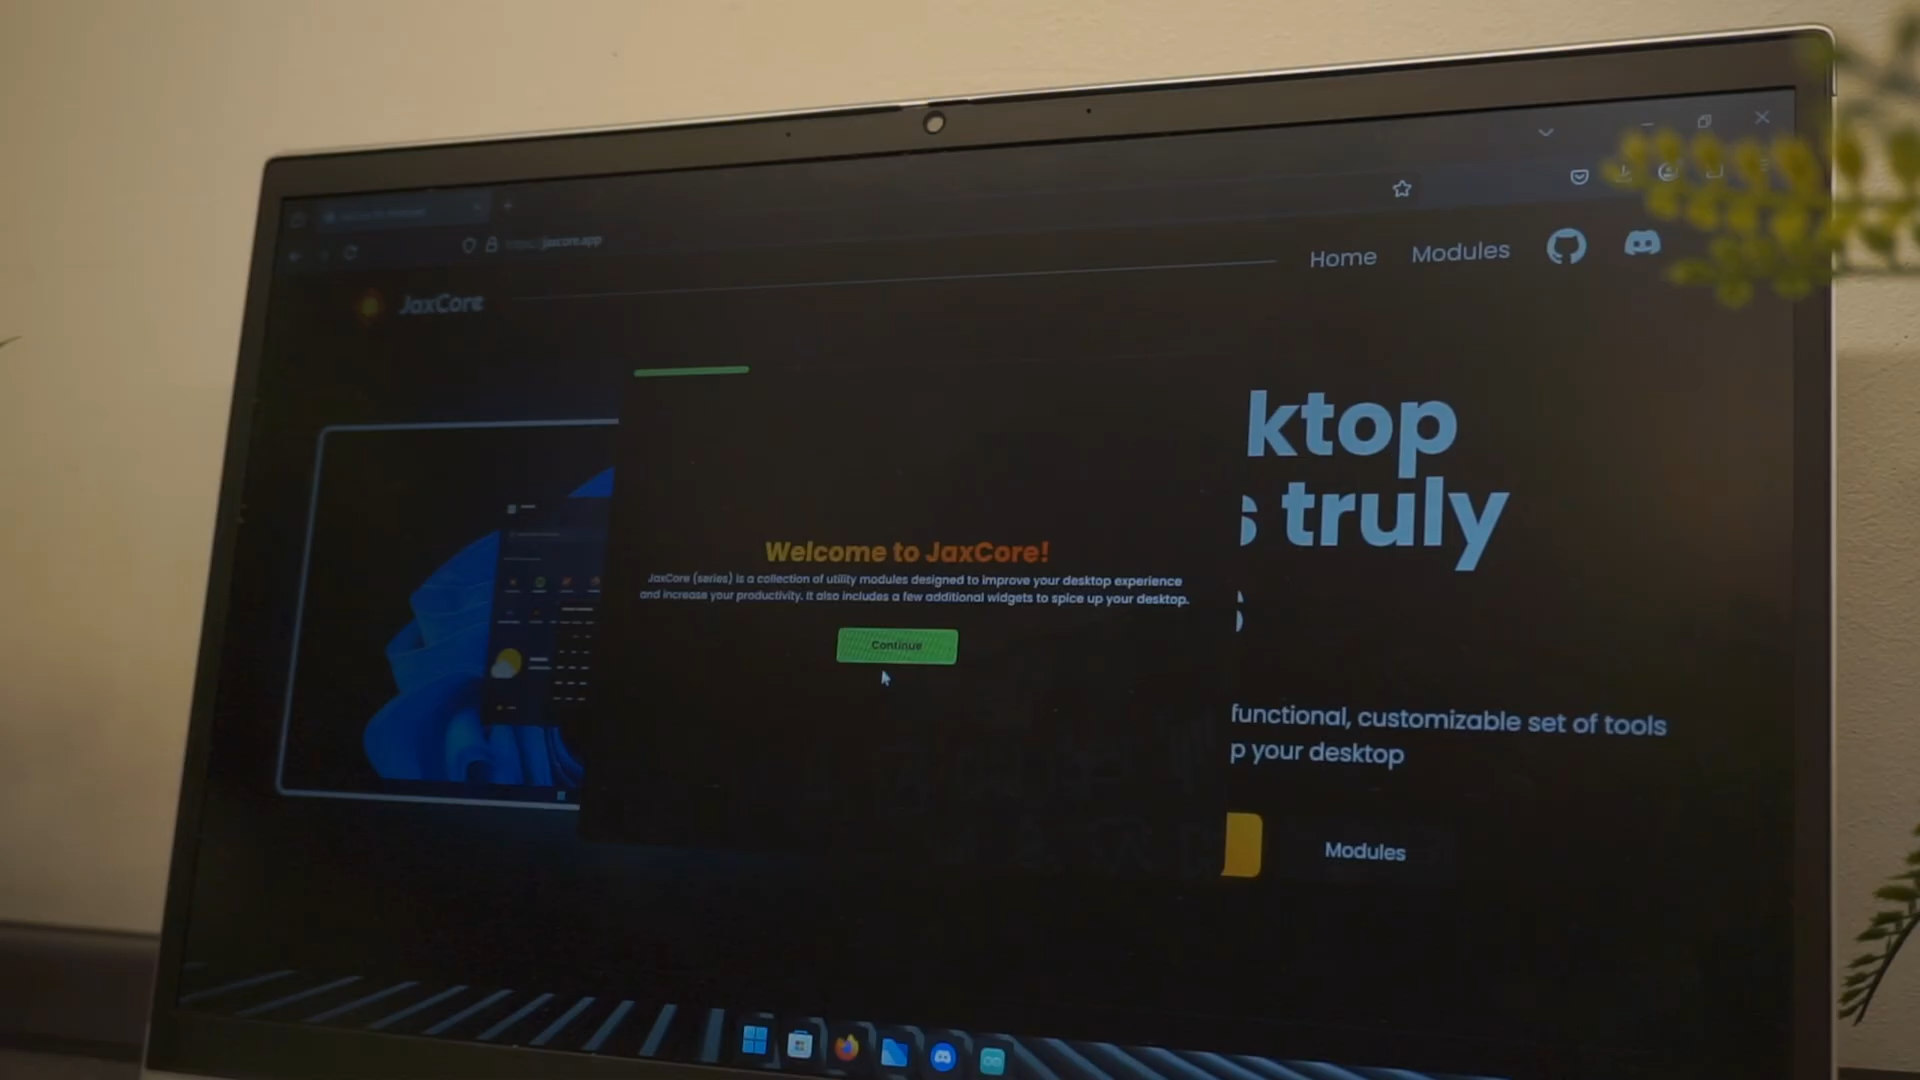 jaxcore.app
JaxCore
Home
Modules
ktop
s truly
s
functional, customizable set of tools
p your desktop
Modules
Welcome to JaxCore!
JaxCore (series) is a collection of utility modules designed to improve your desktop experience
and increase your productivity. It also includes a few additional widgets to spice up your desktop.
Continue